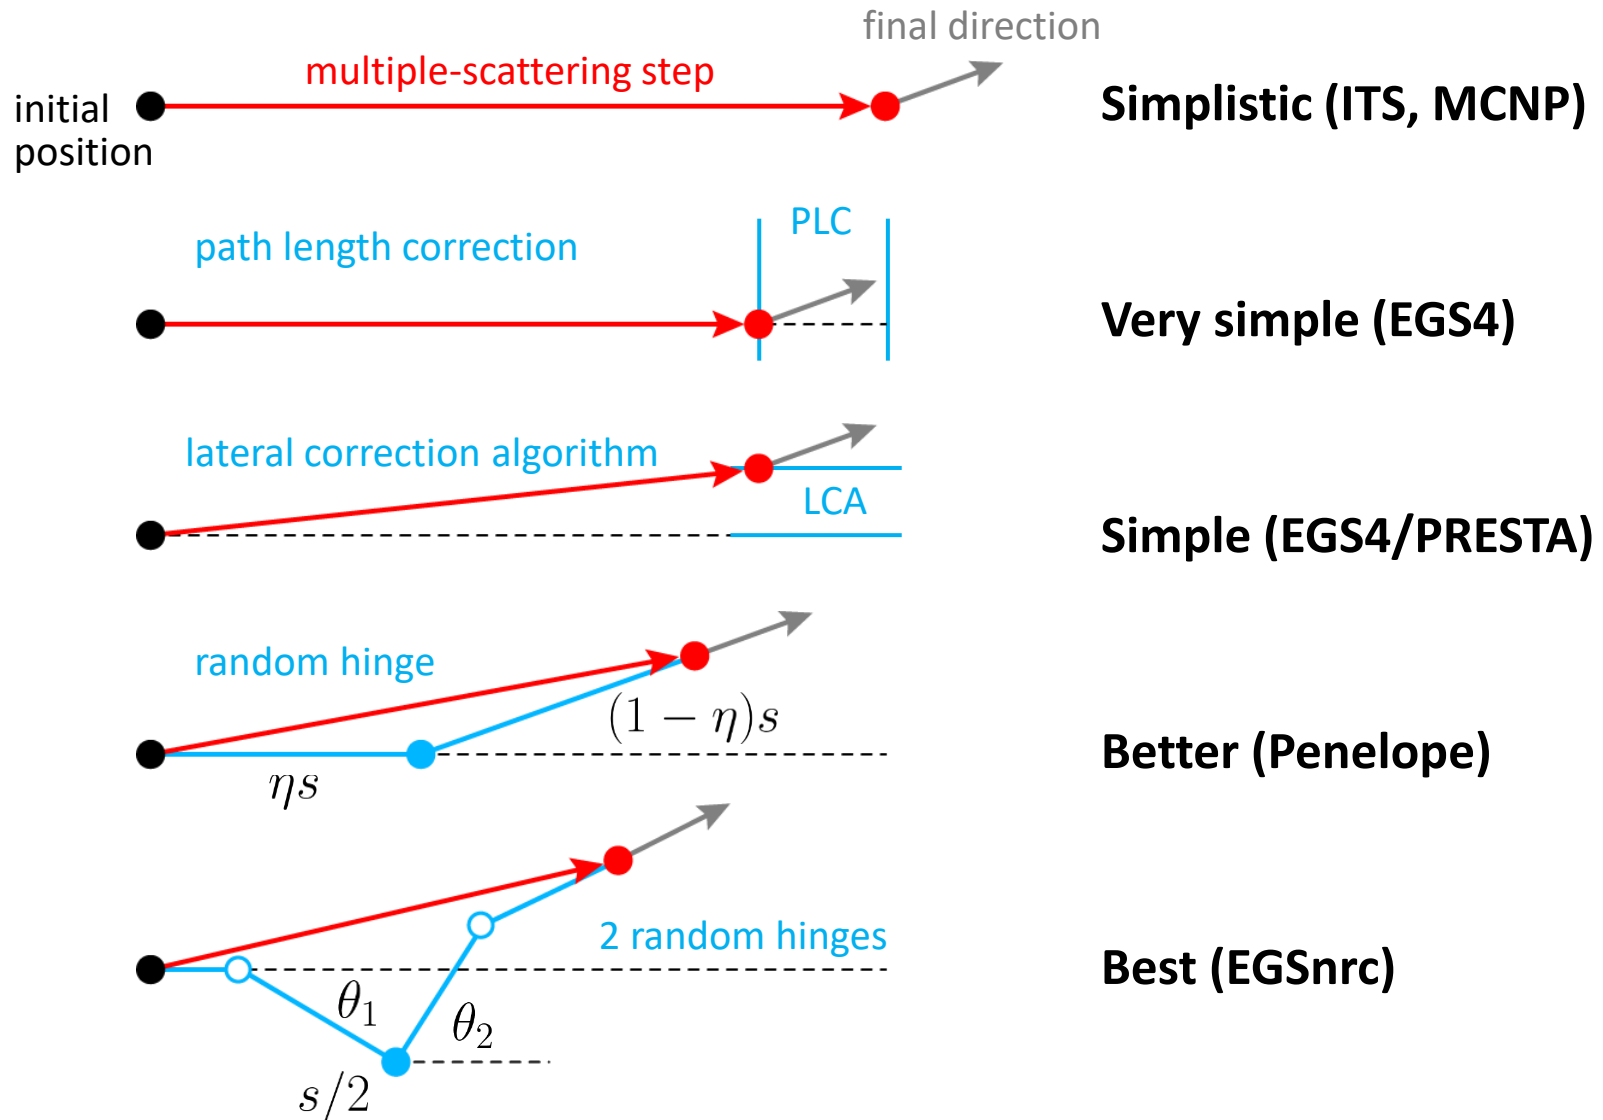 final direction
multiple-scattering step
initial
position
Simplistic (ITS, MCNP)
path length correction
PLC
Very simple (EGS4)
lateral correction algorithm
LCA
Simple (EGS4/PRESTA)
random hinge
(1 − η)s
ηs
Better (Penelope)
2 random hinges
θ₁
θ₂
s/2
Best (EGSnrc)